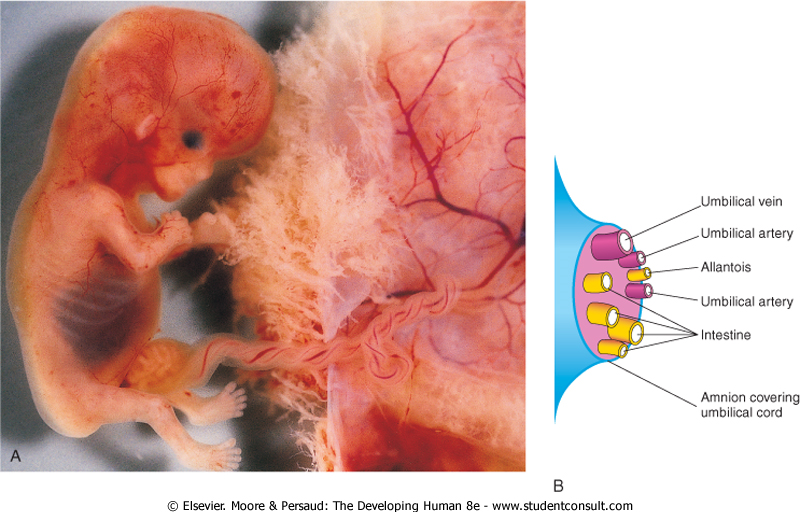 Umbilical vein
Umbilical artery
Allantois
Umbilical artery
Intestine
Amnion covering
umbilical cord
A
B
© Elsevier. Moore & Persaud: The Developing Human 8e - www.studentconsult.com